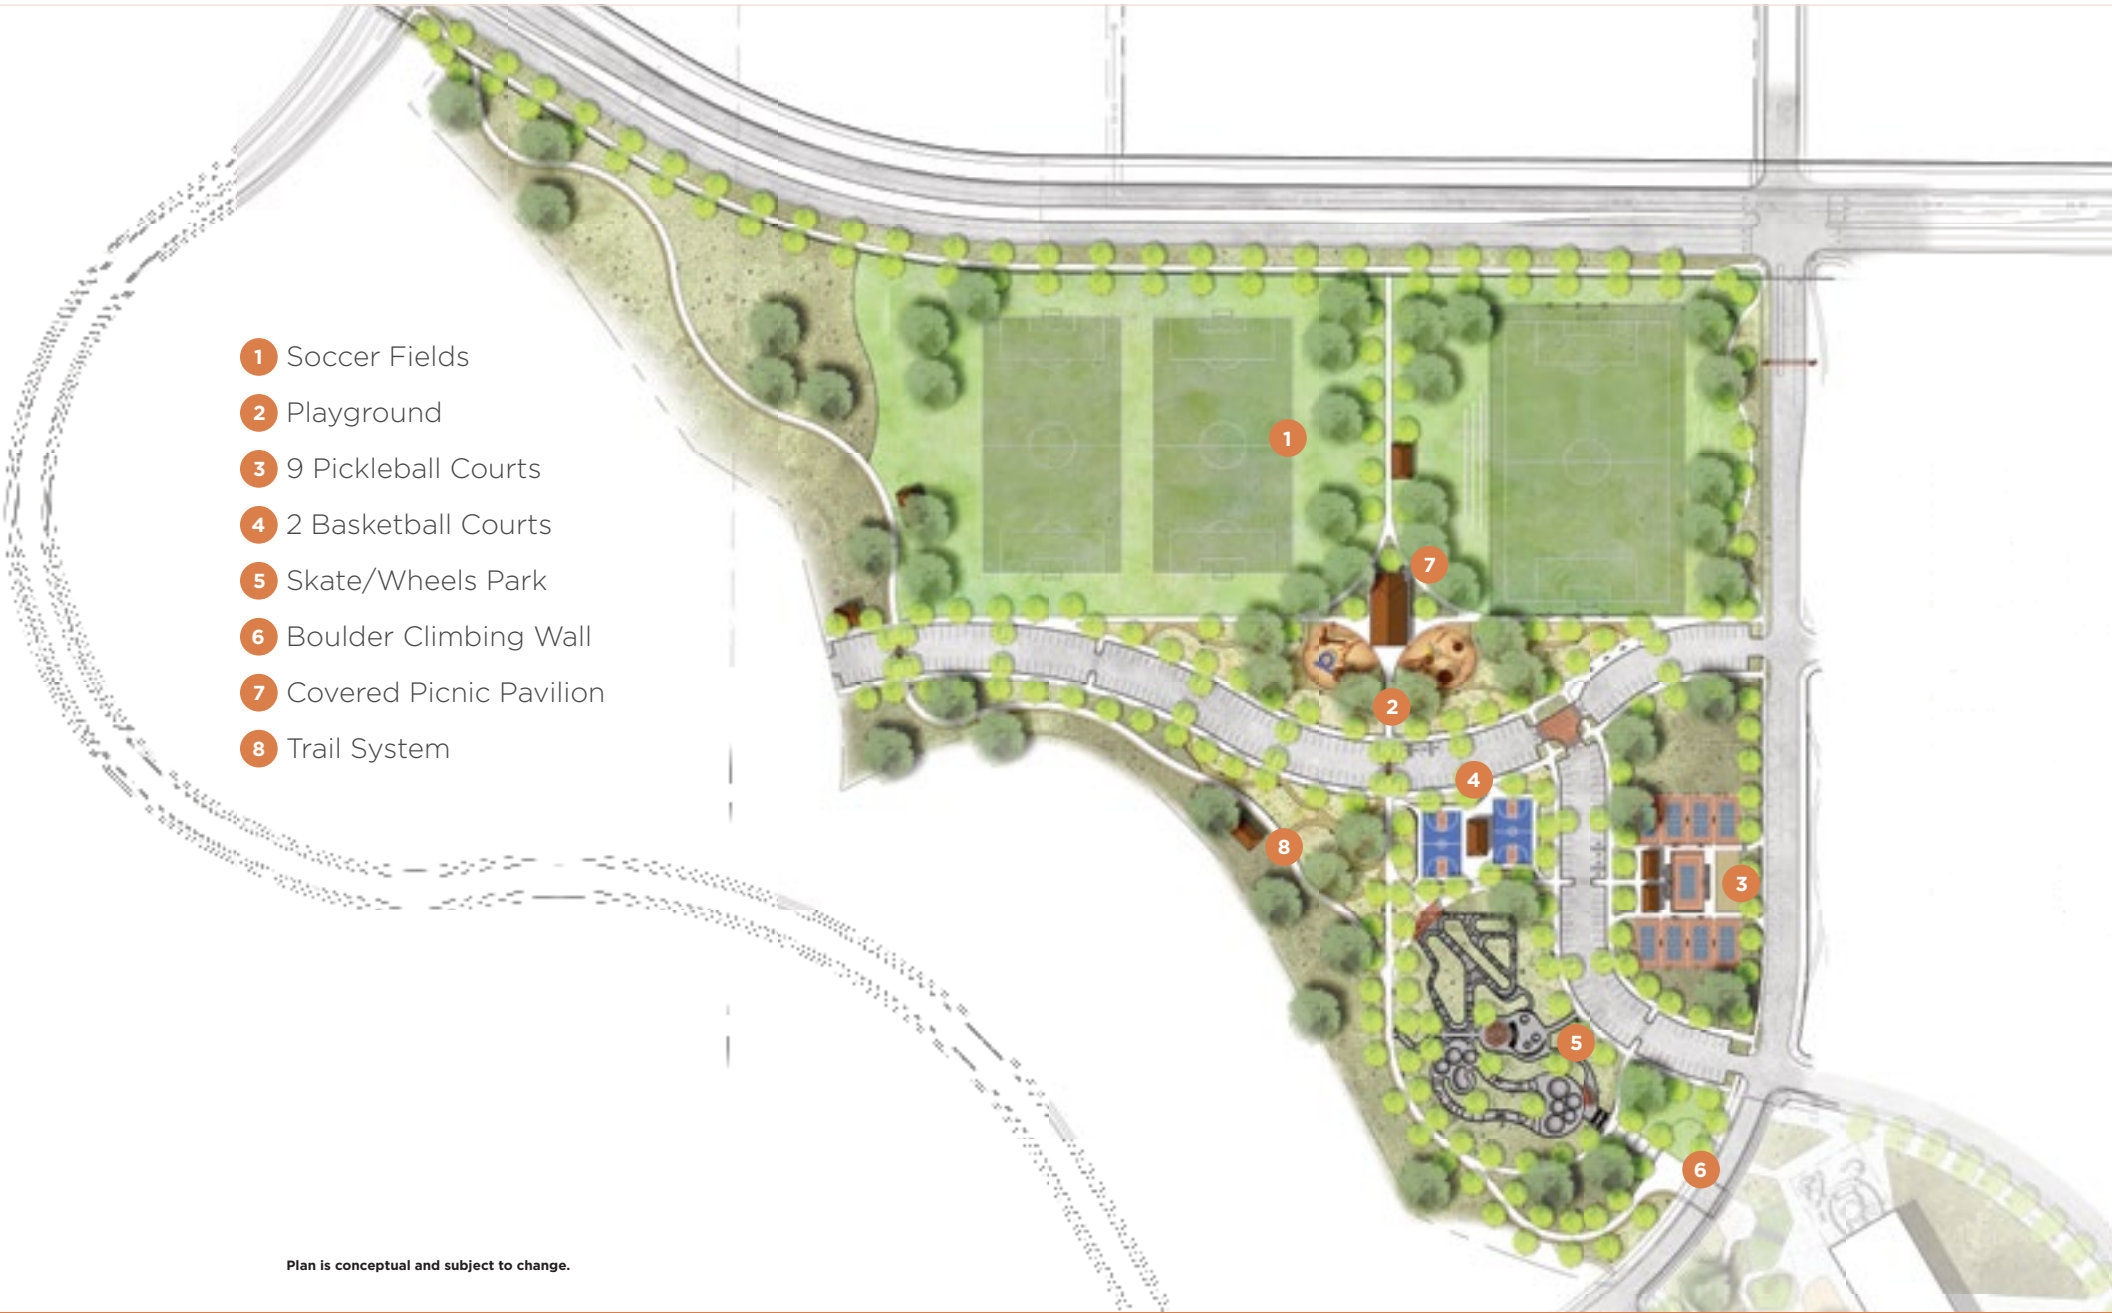 1 Soccer Fields
2 Playground
3 9 Pickleball Courts
4 2 Basketball Courts
5 Skate/Wheels Park
6 Boulder Climbing Wall
7 Covered Picnic Pavilion
8 Trail System
1
7
2
4
8
3
5
6
Plan is conceptual and subject to change.